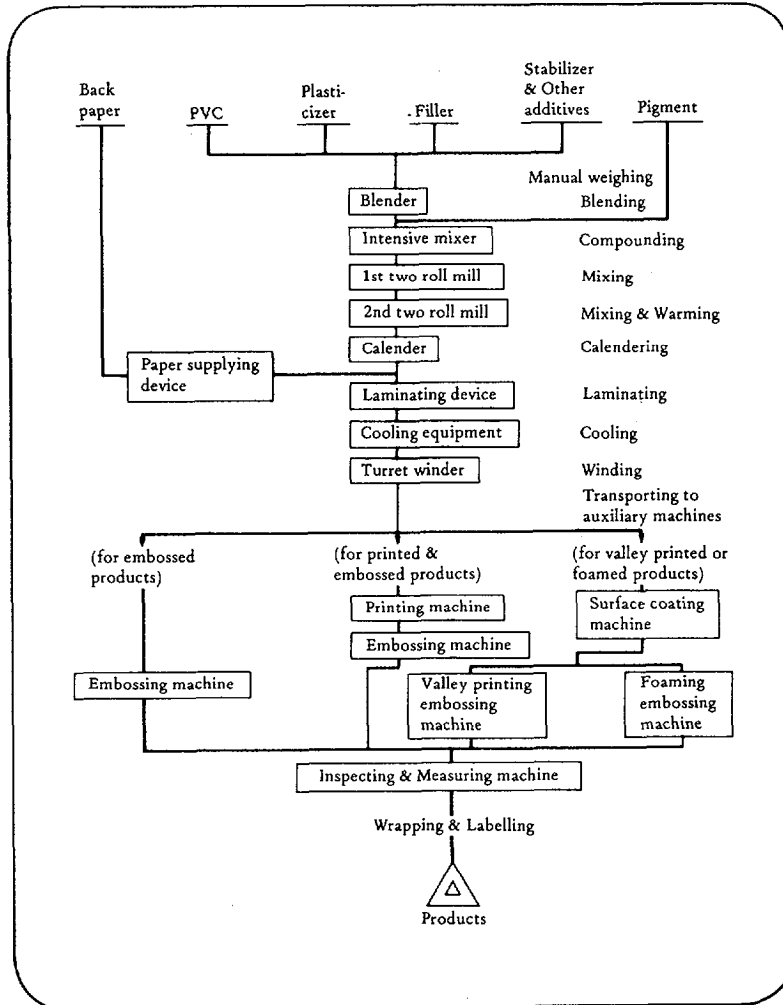 Back
paper
PVC
Plasti-
cizer
Filler
Stabilizer
& Other
additives
Pigment
Manual weighing
Blender
Blending
Intensive mixer
Compounding
1st two roll mill
Mixing
2nd two roll mill
Mixing & Warming
Calender
Calendering
Paper supplying
device
Laminating device
Laminating
Cooling equipment
Cooling
Turret winder
Winding
Transporting to
auxiliary machines
(for embossed
products)
(for printed &
embossed products)
(for valley printed or
foamed products)
Printing machine
Surface coating
machine
Embossing machine
Embossing machine
Valley printing
embossing
machine
Foaming
embossing
machine
Inspecting & Measuring machine
Wrapping & Labelling
Products